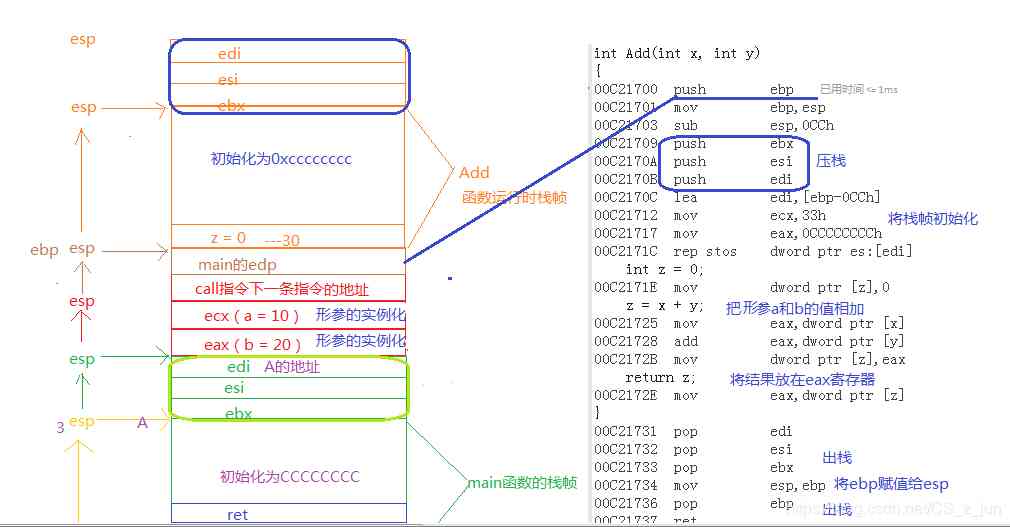 esp
edi
esi
ebx
esp
初始化为0xcccccccc
Add
函数运行时栈帧
z = 0 ---30
ebp esp
main的edp
call指令下一条指令的地址
esp
ecx ( a = 10 ) 形参的实例化
eax ( b = 20 ) 形参的实例化
esp
edi A的地址
esi
ebx
3 esp A
初始化为CCCCCCCC
main函数的栈帧
ret
int Add(int x, int y)
{
00C21700 push ebp 已用时间 <= 1ms
00C21701 mov ebp,esp
00C21703 sub esp,0CCh
00C21709 push ebx
00C2170A push esi 压栈
00C2170B push edi
00C2170C lea edi,[ebp-0CCh]
00C21712 mov ecx,33h 将栈帧初始化
00C21717 mov eax,0CCCCCCCCh
00C2171C rep stos dword ptr es:[edi]
int z = 0;
00C2171E mov dword ptr [z],0
z = x + y; 把形参a和b的值相加
00C21725 mov eax,dword ptr [x]
00C21728 add eax,dword ptr [y]
00C2172B mov dword ptr [z],eax
return z; 将结果放在eax寄存器
00C2172E mov eax,dword ptr [z]
}
00C21731 pop edi
00C21732 pop esi 出栈
00C21733 pop ebx
00C21734 mov esp,ebp 将ebp赋值给esp
00C21736 pop ebp 出栈
00C21737 ret